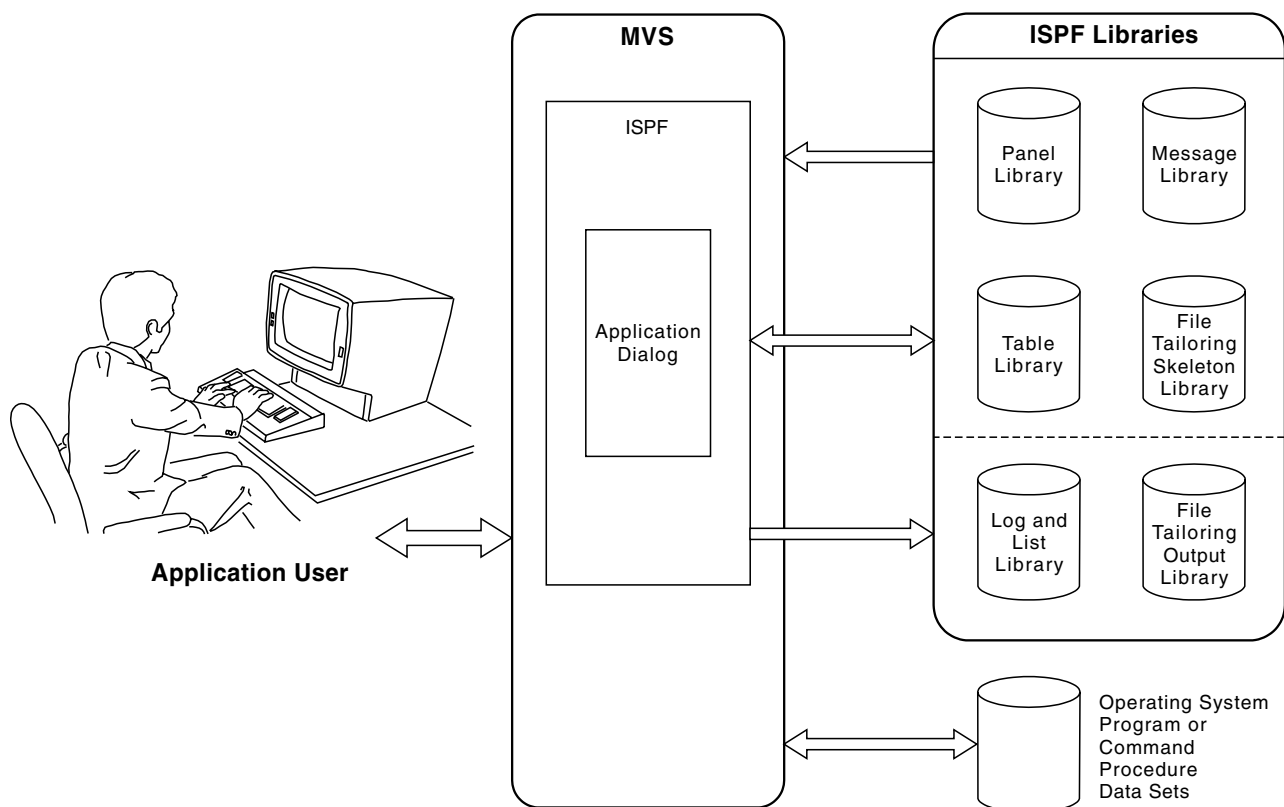 MVS
ISPF
Application
Dialog
Application User
ISPF Libraries
Panel
Library
Message
Library
Table
Library
File
Tailoring
Skeleton
Library
Log and
List
Library
File
Tailoring
Output
Library
Operating System
Program or
Command
Procedure
Data Sets